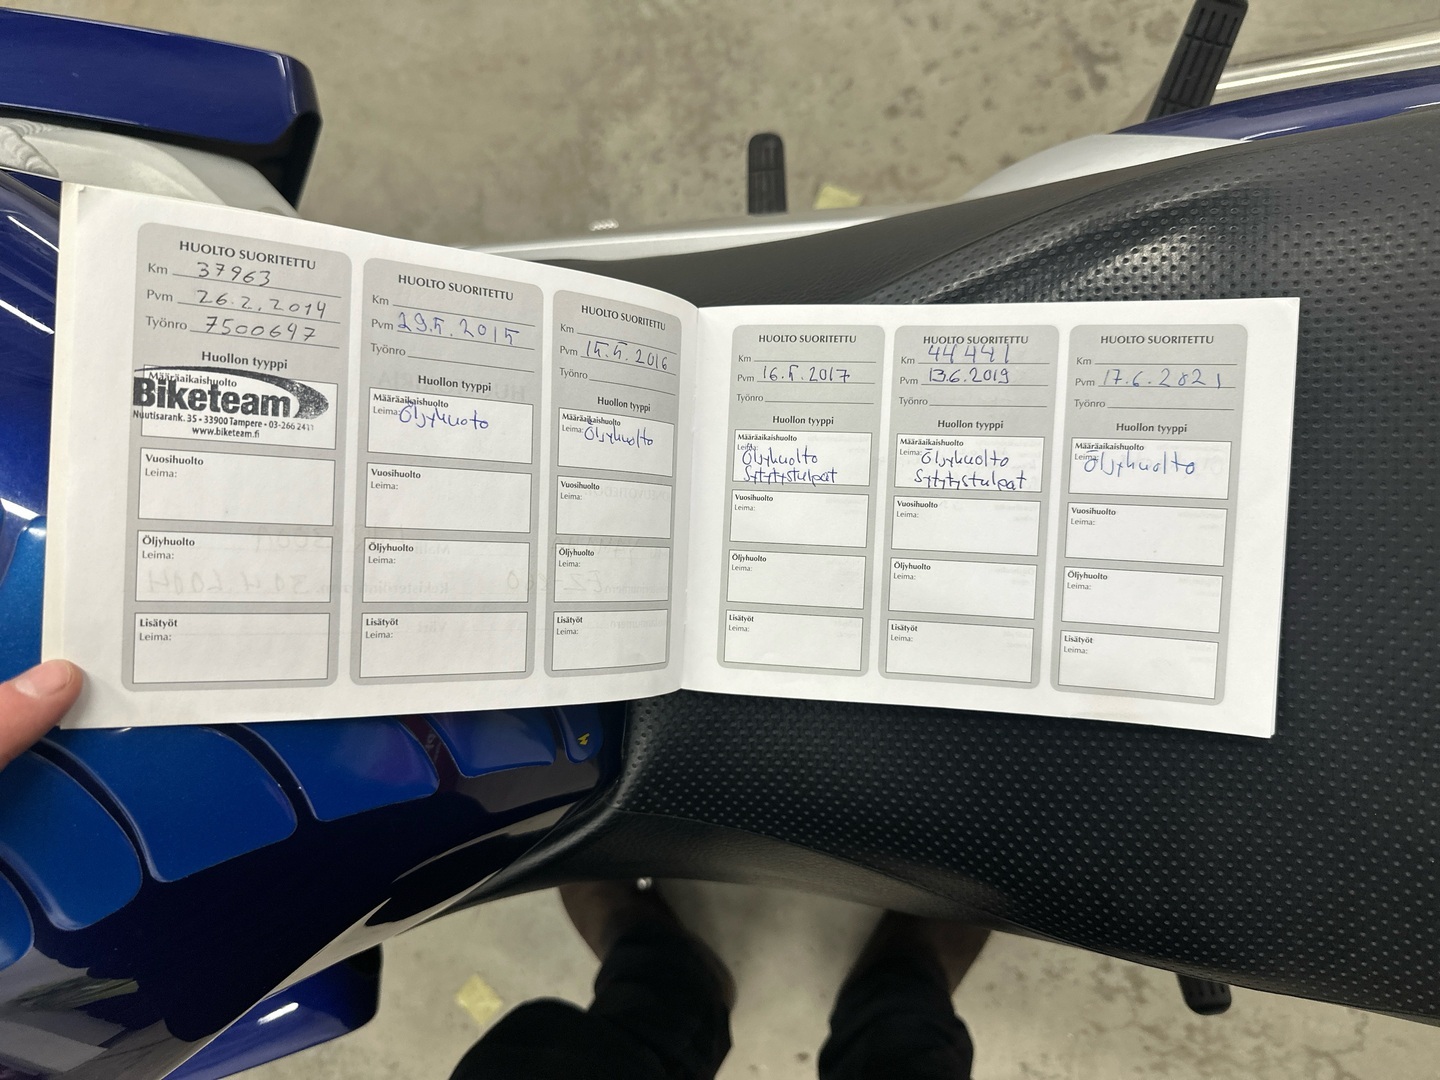 HUOLTO SUORITETTU
Km 37963
Pvm 26.2.2014
Työnro 7500647
Huollon tyyppi
Määräaikaishuolto
Biketeam
Nuutisarank. 35 - 33900 Tampere • 03-266 2411
www.biketeam.fi
Vuosihuolto
Leima:
Öljyhuolto
Leima:
Lisätyöt
Leima:
HUOLTO SUORITETTU
Km
Pvm 29.5.2015
Työnro
Huollon tyyppi
Määräaikaishuolto
Leima: Öljyhuolto
Vuosihuolto
Leima:
Öljyhuolto
Leima:
Lisätyöt
Leima:
HUOLTO SUORITETTU
Km
Pvm 15.5.2016
Työnro
Huollon tyyppi
Määräaikaishuolto
Leima: Öljyhuolto
Vuosihuolto
Leima:
Öljyhuolto
Leima:
Lisätyöt
Leima:
HUOLTO SUORITETTU
Km
Pvm 16.5.2017
Työnro
Huollon tyyppi
Määräaikaishuolto
Leima:
Öljyhuolto
Sytytystulpat
Vuosihuolto
Leima:
Öljyhuolto
Leima:
Lisätyöt
Leima:
HUOLTO SUORITETTU
Km 44441
Pvm 13.6.2019
Työnro
Huollon tyyppi
Määräaikaishuolto
Leima: Öljyhuolto
Sytytystulpat
Vuosihuolto
Leima:
Öljyhuolto
Leima:
Lisätyöt
Leima:
HUOLTO SUORITETTU
Km
Pvm 17.6.2021
Työnro
Huollon tyyppi
Määräaikaishuolto
Leima: Öljyhuolto
Vuosihuolto
Leima:
Öljyhuolto
Leima:
Lisätyöt
Leima: